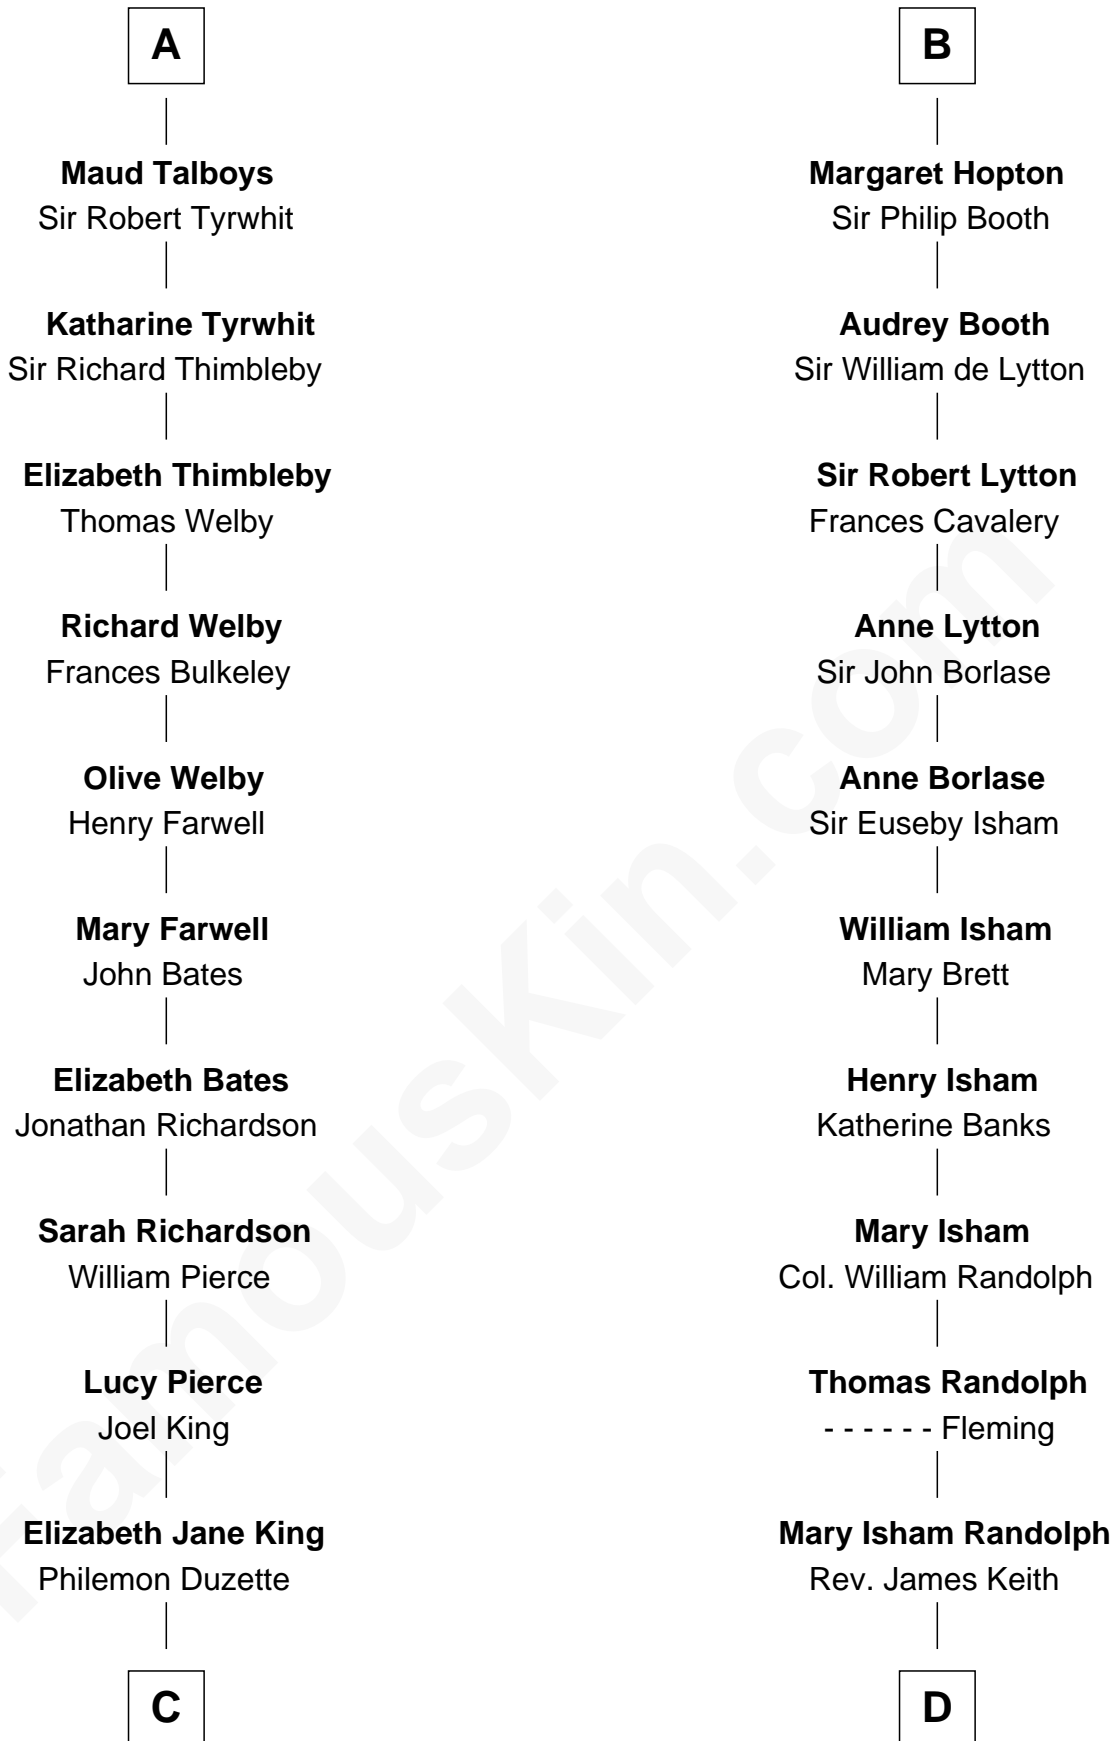 A
Maud Talboys
Sir Robert Tyrwhit
Katharine Tyrwhit
Sir Richard Thimbleby
Elizabeth Thimbleby
Thomas Welby
Richard Welby
Frances Bulkeley
Olive Welby
Henry Farwell
Mary Farwell
John Bates
Elizabeth Bates
Jonathan Richardson
Sarah Richardson
William Pierce
Lucy Pierce
Joel King
Elizabeth Jane King
Philemon Duzette
C
B
Margaret Hopton
Sir Philip Booth
Audrey Booth
Sir William de Lytton
Sir Robert Lytton
Frances Cavalery
Anne Lytton
Sir John Borlase
Anne Borlase
Sir Euseby Isham
William Isham
Mary Brett
Henry Isham
Katherine Banks
Mary Isham
Col. William Randolph
Thomas Randolph
- - - - - - Fleming
Mary Isham Randolph
Rev. James Keith
D
FamousKin.com